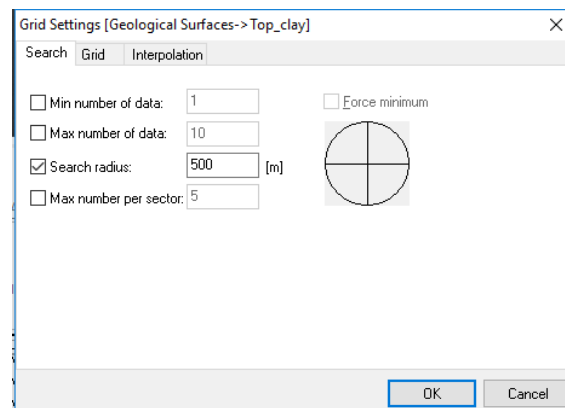 Grid Settings [Geological Surfaces->Top_clay]
Search Grid Interpolation
Min number of data: 1
Force minimum
Max number of data: 10
Search radius: 500 [m]
Max number per sector: 5
OK Cancel